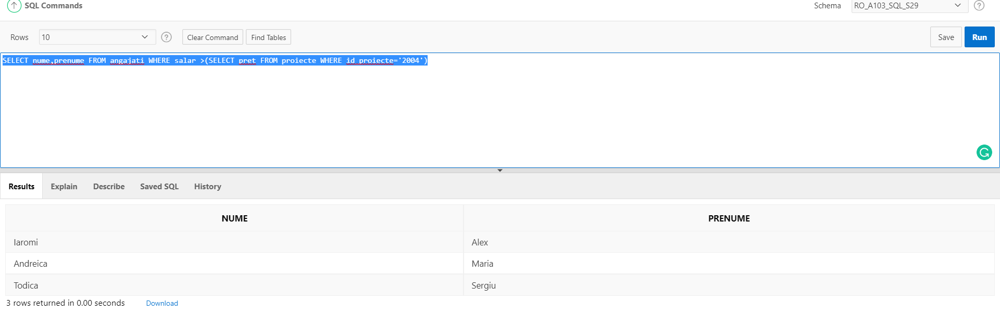 SQL Commands
Schema RO_A103_SQL_S29
Rows 10 Clear Command Find Tables Save Run
SELECT nume,prenume FROM angajati WHERE salar >(SELECT pret FROM proiecte WHERE id_proiecte='2004')
Results Explain Describe Saved SQL History
NUME PRENUME
Iaromi Alex
Andreica Maria
Todica Sergiu
3 rows returned in 0.00 seconds Download